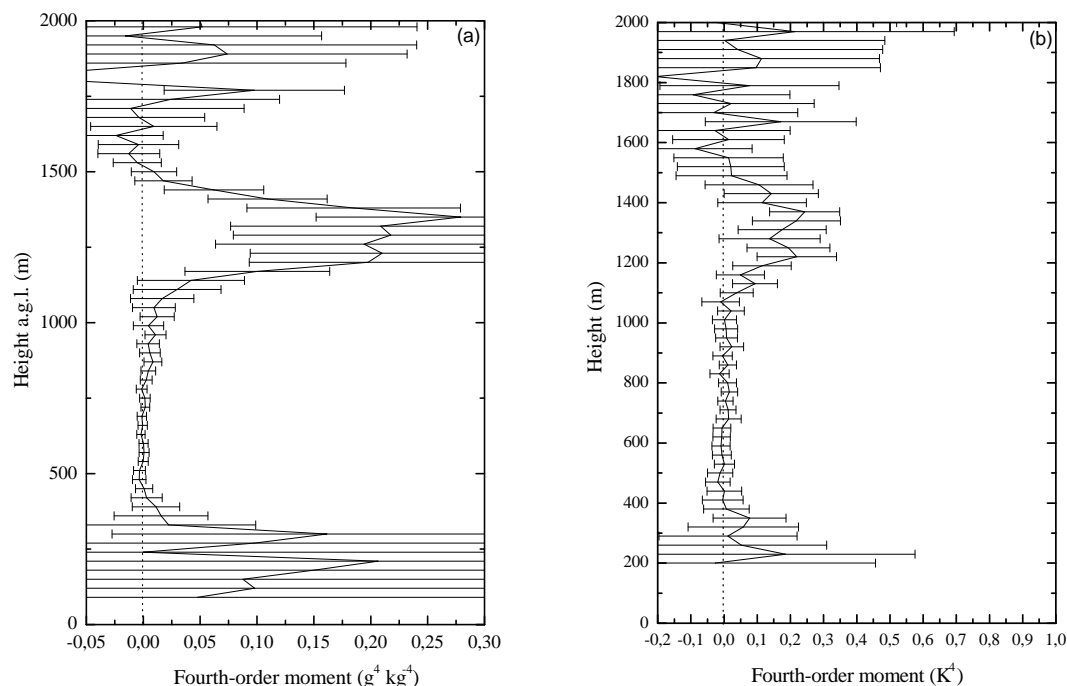 2000
1500
1000
500
0
Height a.g.l. (m)
(a)
-0,05 0,00 0,05 0,10 0,15 0,20 0,25 0,30
Fourth-order moment (g⁴ kg⁻⁴)
2000
1800
1600
1400
1200
1000
800
600
400
200
0
Height (m)
(b)
-0,2 -0,1 0,0 0,1 0,2 0,3 0,4 0,5 0,6 0,7 0,8 0,9 1,0
Fourth-order moment (K⁴)